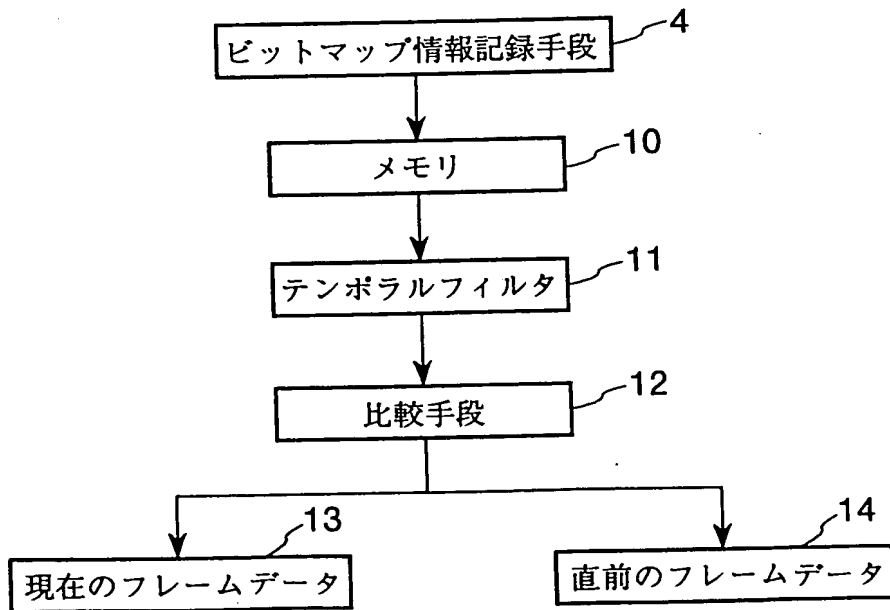 4
ビットマップ情報記録手段
10
メモリ
11
テンポラルフィルタ
12
比較手段
13
現在のフレームデータ
14
直前のフレームデータ